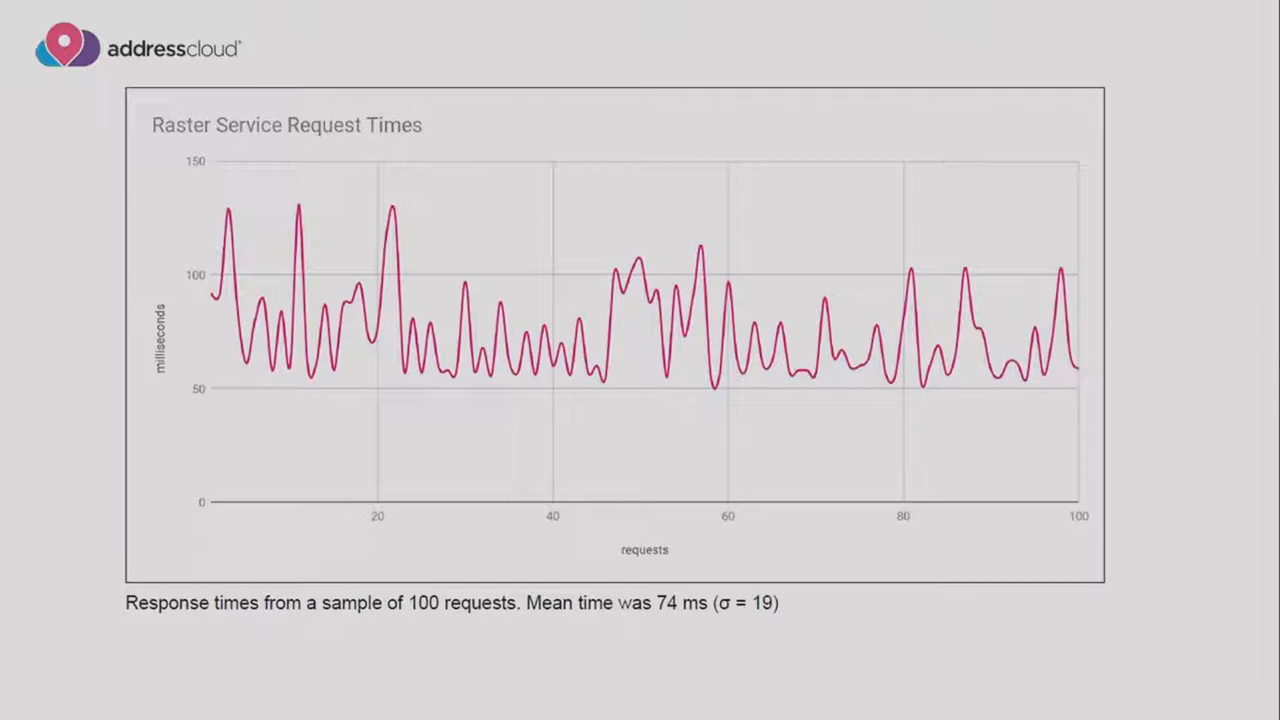 addresscloud
Raster Service Request Times
150
100
50
0
milliseconds
20
40
60
80
100
requests
Response times from a sample of 100 requests. Mean time was 74 ms (σ = 19)